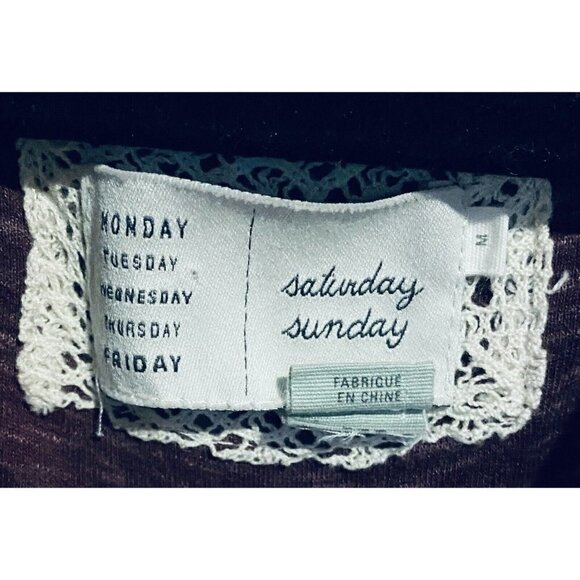 MONDAY
TUESDAY
WEDNESDAY
THURSDAY
FRIDAY
saturday
sunday
M
FABRIQUE
EN CHINE